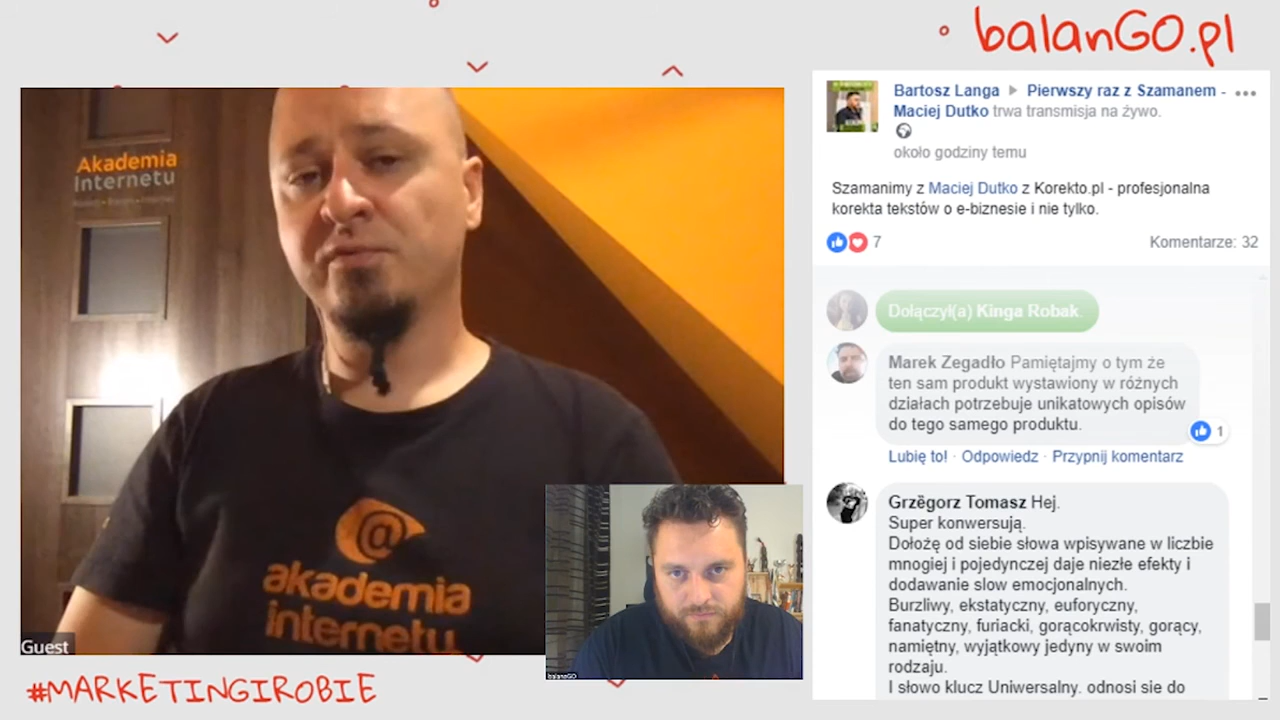 balanGO.pl
Akademia
Internetu
@
akademia
internetu
Guest
balanGO
#MARKETINGIROBIE
Bartosz Langa ▶ Pierwszy raz z Szamanem -
Maciej Dutko trwa transmisja na żywo.
około godziny temu
Szamanimy z Maciej Dutko z Korekto.pl - profesjonalna
korekta tekstów o e-biznesie i nie tylko.
7
Komentarze: 32
Dołączył(a) Kinga Robak.
Marek Zegadło Pamiętajmy o tym że
ten sam produkt wystawiony w różnych
działach potrzebuje unikatowych opisów
do tego samego produktu.
1
Lubię to! · Odpowiedz · Przypnij komentarz
Grzëgorz Tomasz Hej.
Super konwersują.
Dołożę od siebie słowa wpisywane w liczbie
mnogiej i pojedynczej daje niezłe efekty i
dodawanie slow emocjonalnych.
Burzliwy, ekstatyczny, euforyczny,
fanatyczny, furiacki, gorącokrwisty, gorący,
namiętny, wyjątkowy jedyny w swoim
rodzaju.
I słowo klucz Uniwersalny. odnosi sie do